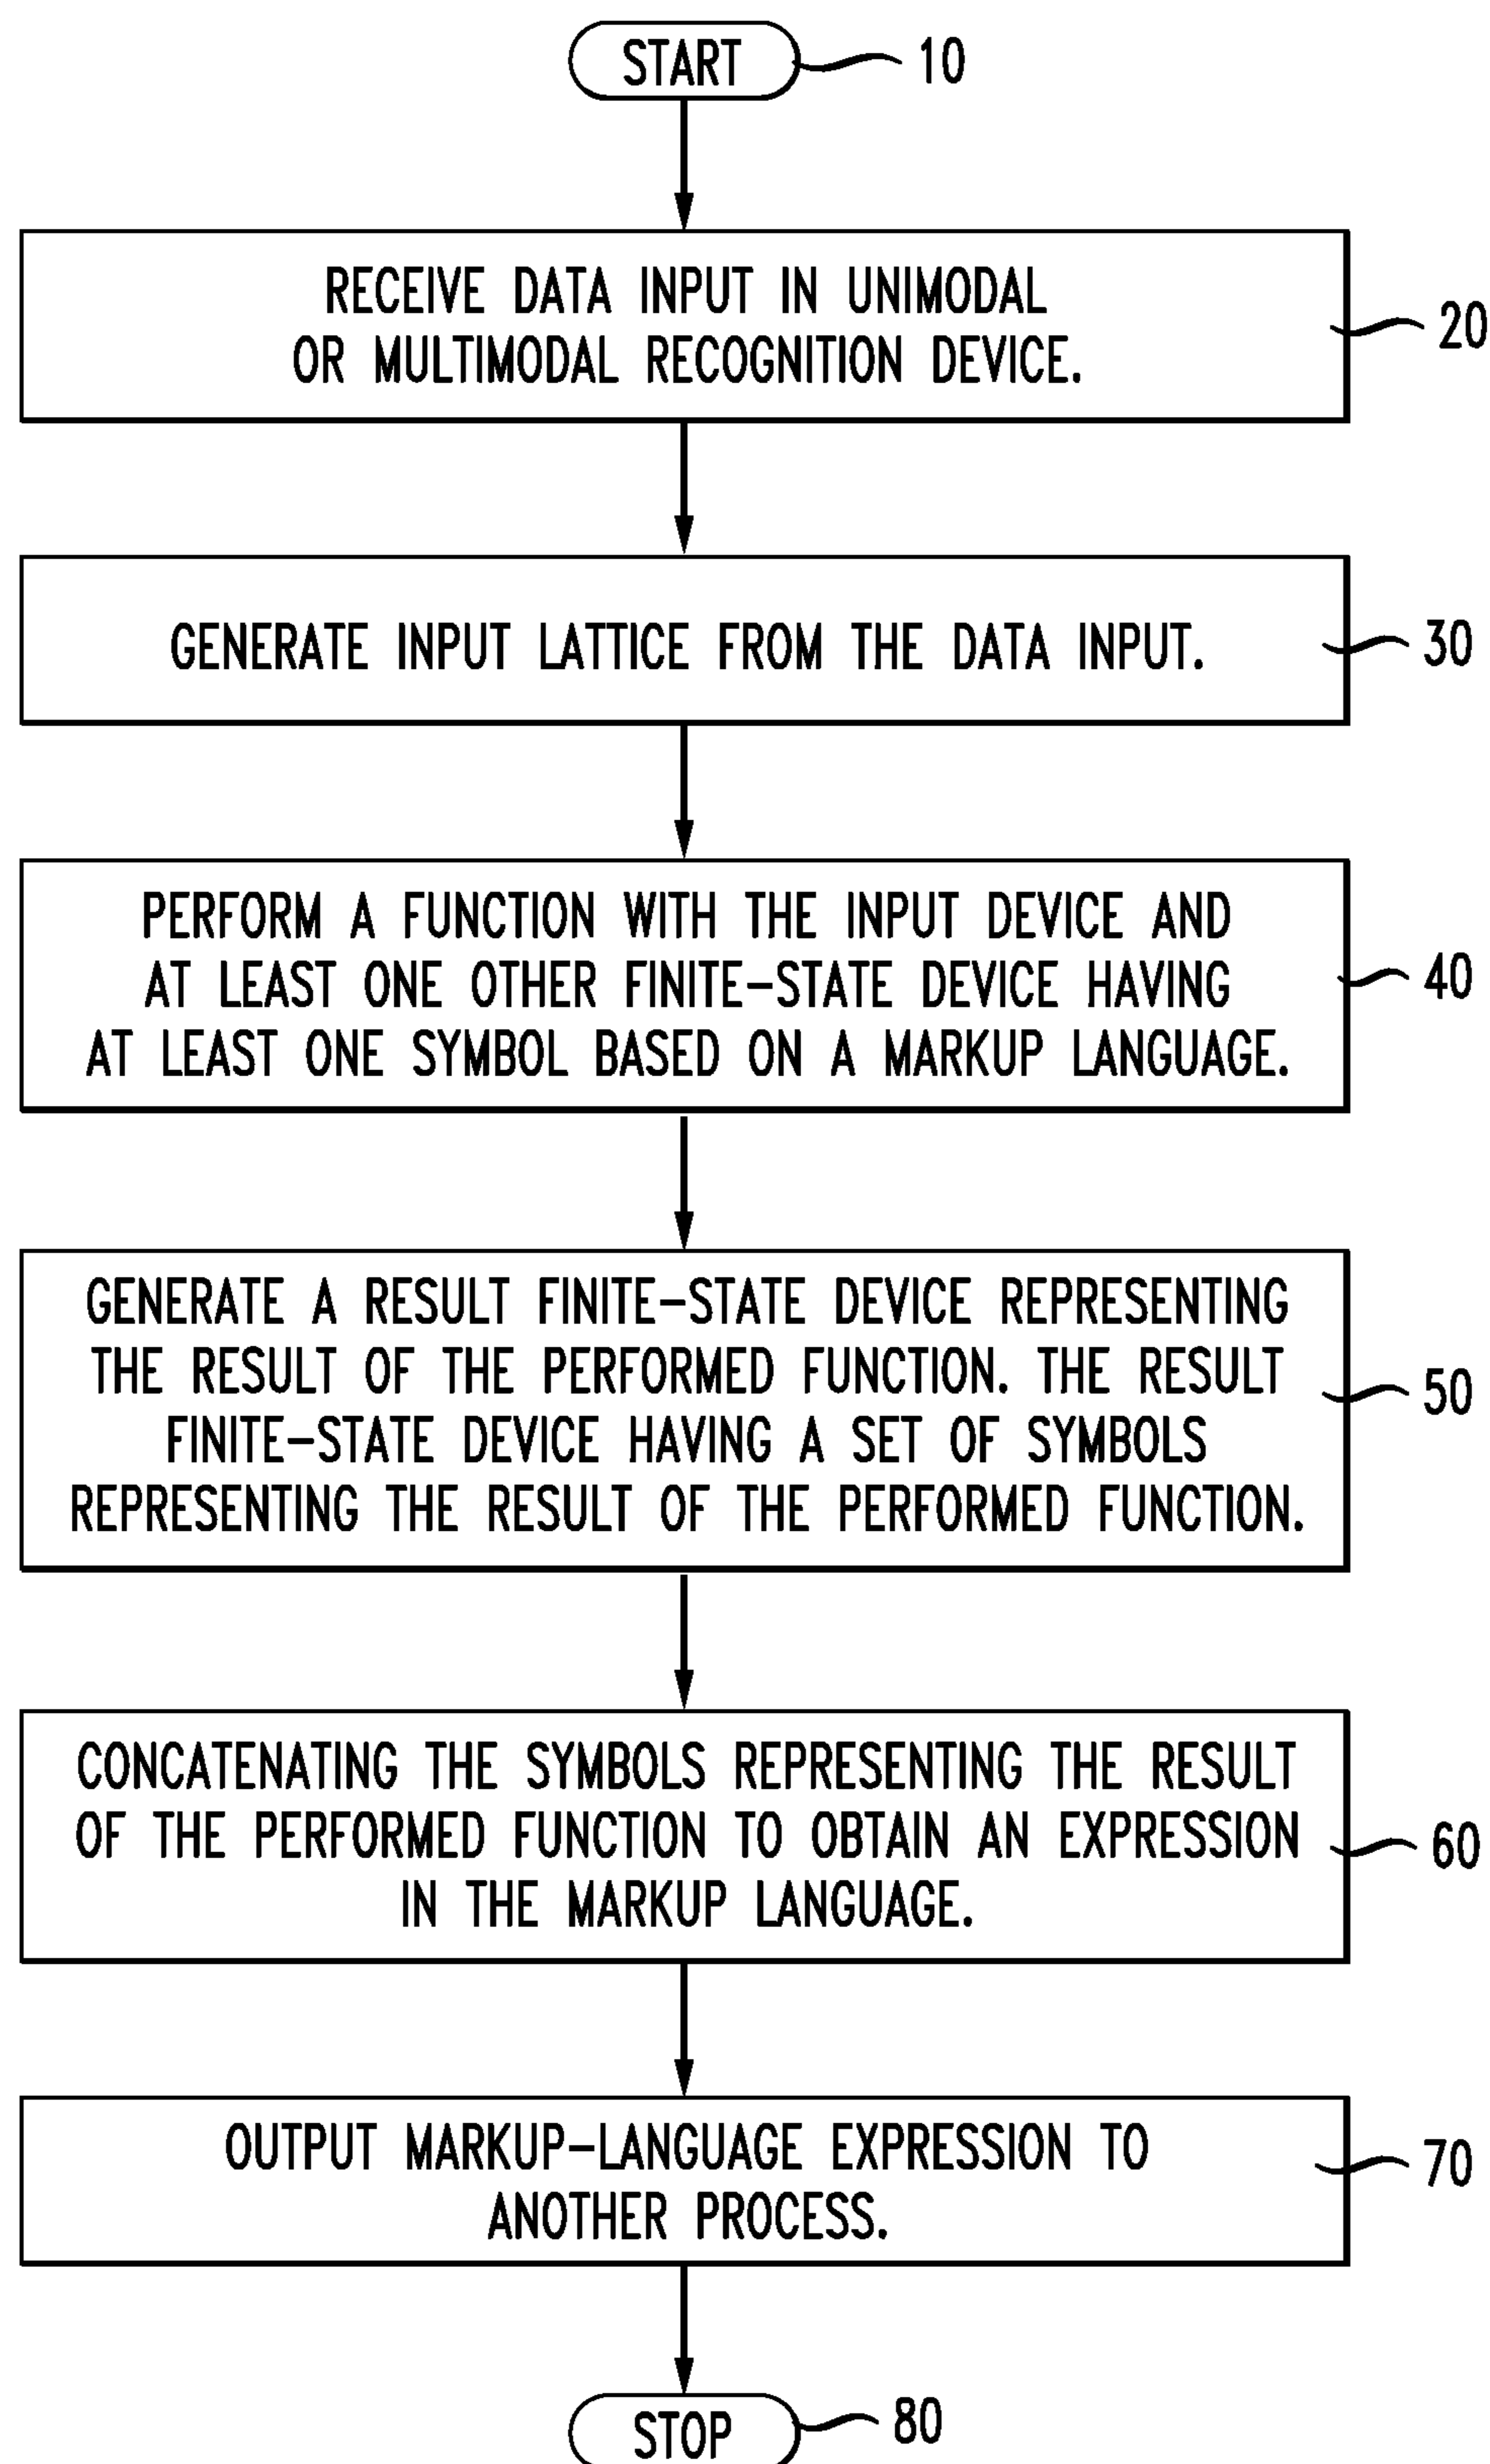 START
10
RECEIVE DATA INPUT IN UNIMODAL
OR MULTIMODAL RECOGNITION DEVICE.
20
GENERATE INPUT LATTICE FROM THE DATA INPUT.
30
PERFORM A FUNCTION WITH THE INPUT DEVICE AND
AT LEAST ONE OTHER FINITE-STATE DEVICE HAVING
AT LEAST ONE SYMBOL BASED ON A MARKUP LANGUAGE.
40
GENERATE A RESULT FINITE-STATE DEVICE REPRESENTING
THE RESULT OF THE PERFORMED FUNCTION. THE RESULT
FINITE-STATE DEVICE HAVING A SET OF SYMBOLS
REPRESENTING THE RESULT OF THE PERFORMED FUNCTION.
50
CONCATENATING THE SYMBOLS REPRESENTING THE RESULT
OF THE PERFORMED FUNCTION TO OBTAIN AN EXPRESSION
IN THE MARKUP LANGUAGE.
60
OUTPUT MARKUP-LANGUAGE EXPRESSION TO
ANOTHER PROCESS.
70
STOP
80